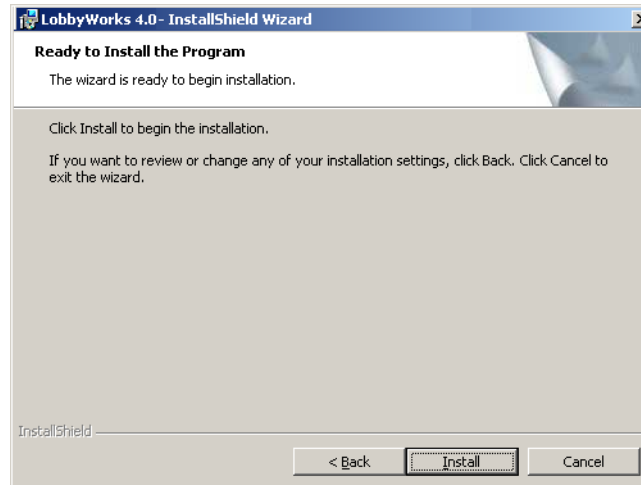 LobbyWorks 4.0- InstallShield Wizard
Ready to Install the Program
The wizard is ready to begin installation.
Click Install to begin the installation.
If you want to review or change any of your installation settings, click Back. Click Cancel to
exit the wizard.
InstallShield
< Back Install Cancel